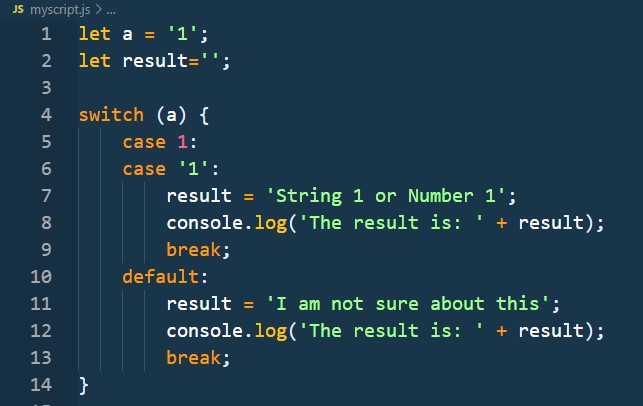 JS myscript.js > ...
1 let a = '1';
2 let result='';
3
4 switch (a) {
5     case 1:
6     case '1':
7         result = 'String 1 or Number 1';
8         console.log('The result is: ' + result);
9         break;
10     default:
11         result = 'I am not sure about this';
12         console.log('The result is: ' + result);
13         break;
14 }